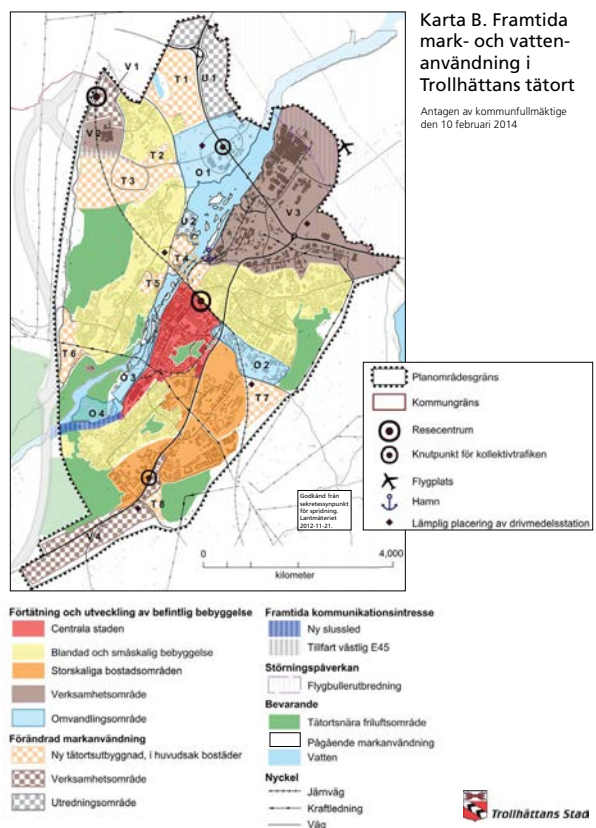 Karta B. Framtida
mark- och vatten-
användning i
Trollhättans tätort
Antagen av kommunfullmäktige
den 10 februari 2014
V 1
T 1
U 1
V 2
T 2
O 1
T 3
U 2
V 3
T 4
T 5
T 6
O 3
O 2
T 7
O 4
T 8
V 4
Godkänd från
sekretessynpunkt
för spridning.
Lantmäteriet
2012-11-21.
0 4,000
kilometer
Planområdesgräns
Kommungräns
Resecentrum
Knutpunkt för kollektivtrafiken
Flygplats
Hamn
Lämplig placering av drivmedelsstation
Förtätning och utveckling av befintlig bebyggelse
Centrala staden
Blandad och småskalig bebyggelse
Storskaliga bostadsområden
Verksamhetsområde
Omvandlingsområde
Förändrad markanvändning
Ny tätortsutbyggnad, i huvudsak bostäder
Verksamhetsområde
Utredningsområde
Framtida kommunikationsintresse
Ny slussled
Tillfart västlig E45
Störningspåverkan
Flygbullerutbredning
Bevarande
Tätortsnära friluftsområde
Pågående markanvändning
Vatten
Nyckel
Järnväg
Kraftledning
Väg
Trollhättans Stad